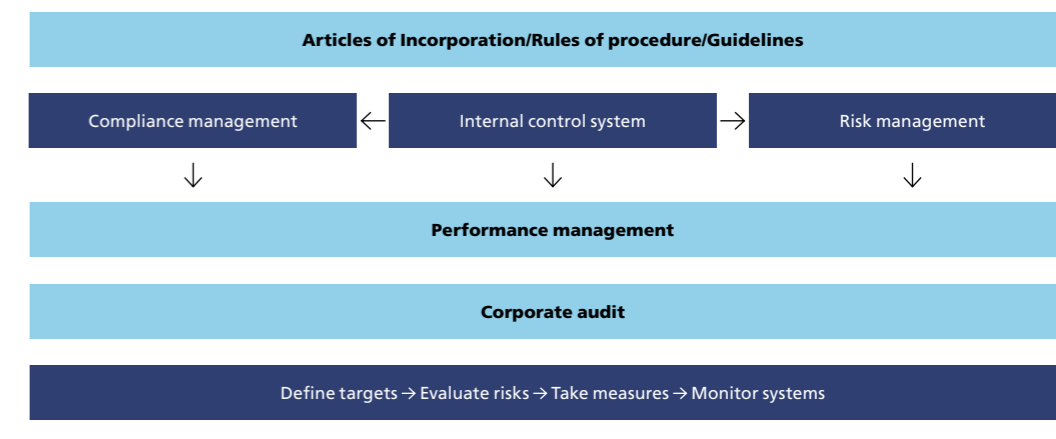 Articles of Incorporation/Rules of procedure/Guidelines
Compliance management ← Internal control system → Risk management
↓ ↓ ↓
Performance management
Corporate audit
Define targets → Evaluate risks → Take measures → Monitor systems